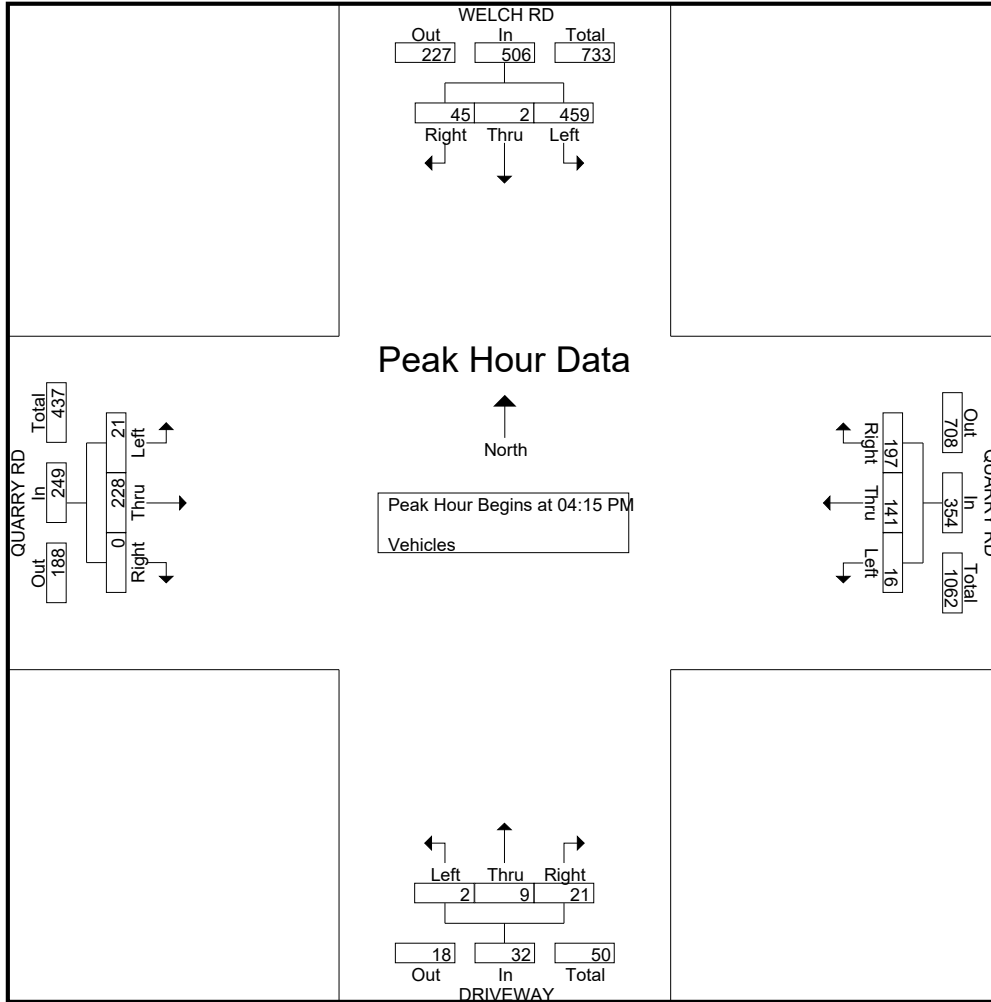 WELCH RD
Out In Total
227 506 733
45 2 459
Right Thru Left
Peak Hour Data
North
Peak Hour Begins at 04:15 PM
Vehicles
QUARRY RD
Out In Total
188 249 437
Left Thru Right
21 228 0
QUARRY RD
Out In Total
708 354 1062
Right Thru Left
197 141 16
Left Thru Right
2 9 21
18 32 50
Out In Total
DRIVEWAY